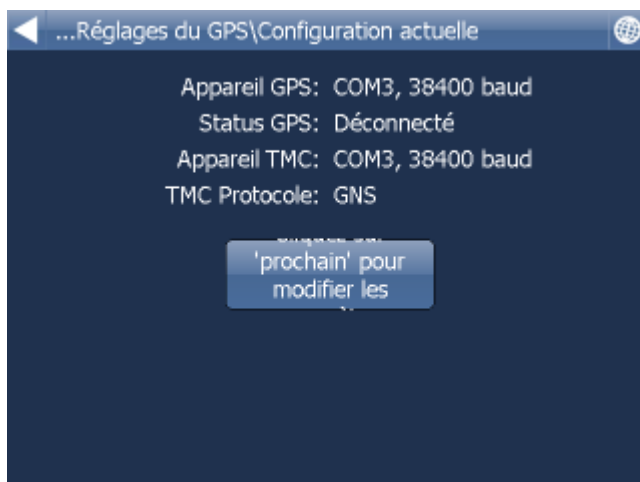 ...Réglages du GPS\Configuration actuelle
Appareil GPS: COM3, 38400 baud
Status GPS: Déconnecté
Appareil TMC: COM3, 38400 baud
TMC Protocole: GNS
'prochain' pour
modifier les